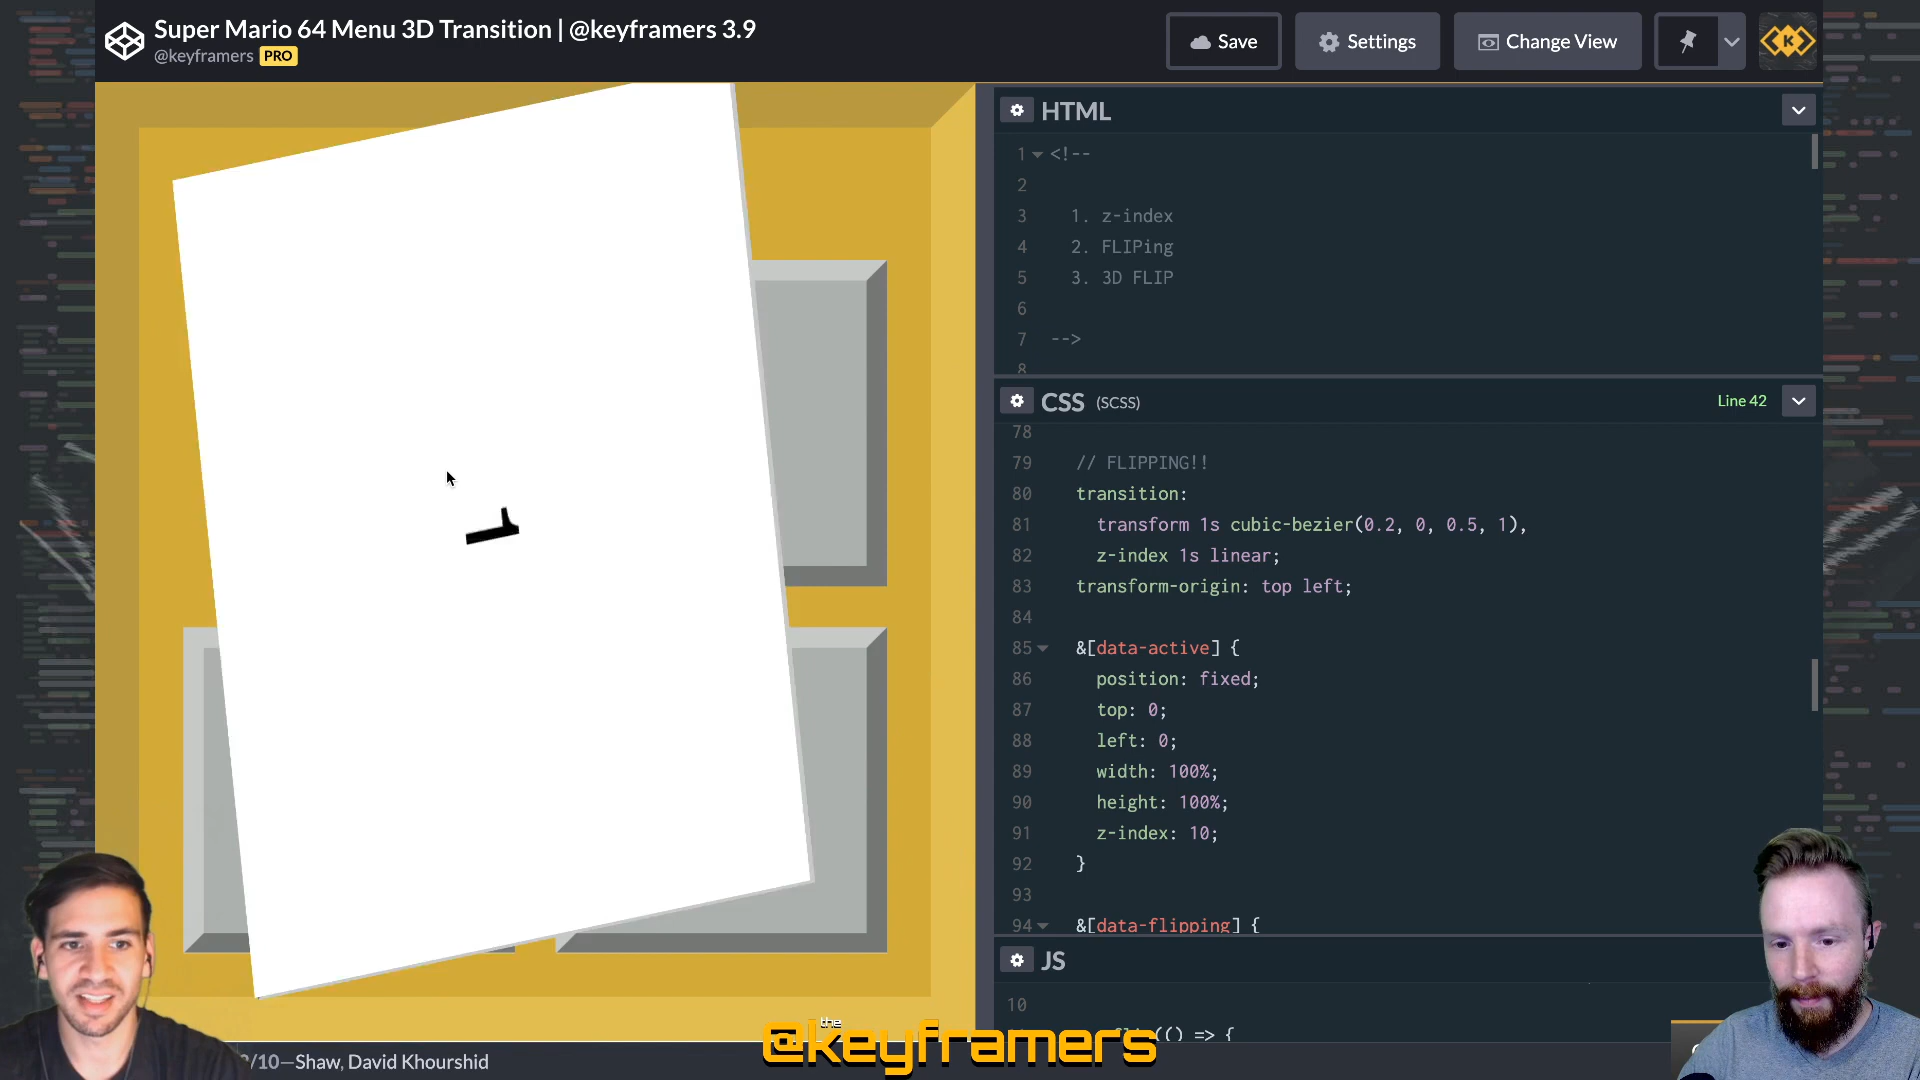 Super Mario 64 Menu 3D Transition | @keyframers 3.9
@keyframers PRO
Save
Settings
Change View
K
HTML
1 <!--
2
3 1. z-index
4 2. FLIPing
5 3. 3D FLIP
6
7 -->
8
1
CSS (SCSS)
Line 42
78
79 // FLIPPING!!
80 transition:
81 transform 1s cubic-bezier(0.2, 0, 0.5, 1),
82 z-index 1s linear;
83 transform-origin: top left;
84
85 &[data-active] {
86 position: fixed;
87 top: 0;
88 left: 0;
89 width: 100%;
90 height: 100%;
91 z-index: 10;
92 }
93
94 &[data-flipping] {
JS
10
(() => {
the
@keyframers
/10—Shaw, David Khourshid